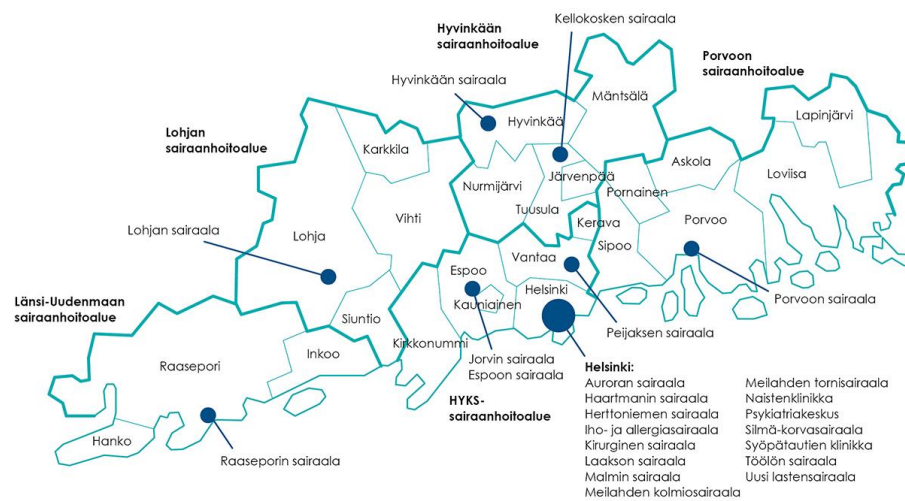 Kellokosken sairaala
Hyvinkään
sairaanhoitoalue
Porvoon
sairaanhoitoalue
Hyvinkään sairaala
Mäntsälä
Lapinjärvi
Hyvinkää
Lohjan
sairaanhoitoalue
Karkkila
Askola
Järvenpää
Loviisa
Nurmijärvi
Pornainen
Tuusula
Vihti
Porvoo
Kerava
Lohjan sairaala
Lohja
Sipoo
Vantaa
Espoo
Helsinki
Länsi-Uudenmaan
sairaanhoitoalue
Kauniainen
Porvoon sairaala
Siuntio
Peijaksen sairaala
Kirkkonummi
Inkoo
Jorvin sairaala
Espoon sairaala
Raasepori
HYKS-
sairaanhoitoalue
Hanko
Raaseporin sairaala
Helsinki:
Auroran sairaala
Haartmanin sairaala
Herttoniemen sairaala
Iho- ja allergiasairaala
Kirurginen sairaala
Laakson sairaala
Malmin sairaala
Meilahden kolmiosairaala
Meilahden tornisairaala
Naistenklinikka
Psykiatriakeskus
Silmä-korvasairaala
Syöpätautien klinikka
Töölön sairaala
Uusi lastensairaala